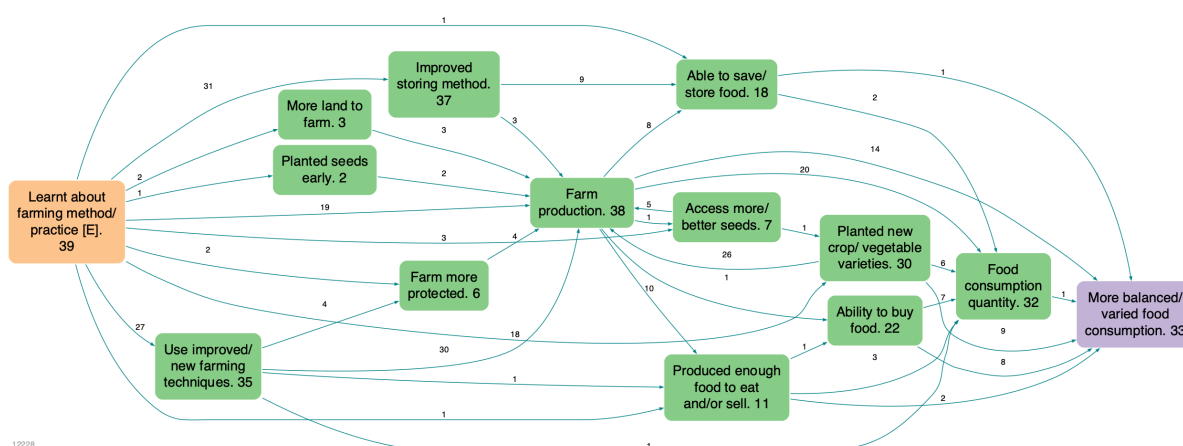 1
Improved
storing method.
37
31
9
Able to save/
store food. 18
1
More land to
farm. 3
3
3
8
2
14
Planted seeds
early. 2
2
1
2
20
Learnt about
farming method/
practice [E].
39
19
Farm
production. 38
5
1
Access more/
better seeds. 7
3
4
1
Planted new
crop/ vegetable
varieties. 30
2
26
6
Farm more
protected. 6
1
Food
consumption
quantity. 32
10
7
1
More balanced/
varied food
consumption. 33
4
Ability to buy
food. 22
27
18
9
Use improved/
new farming
techniques. 35
30
1
3
8
1
Produced enough
food to eat
and/or sell. 11
2
1
12228